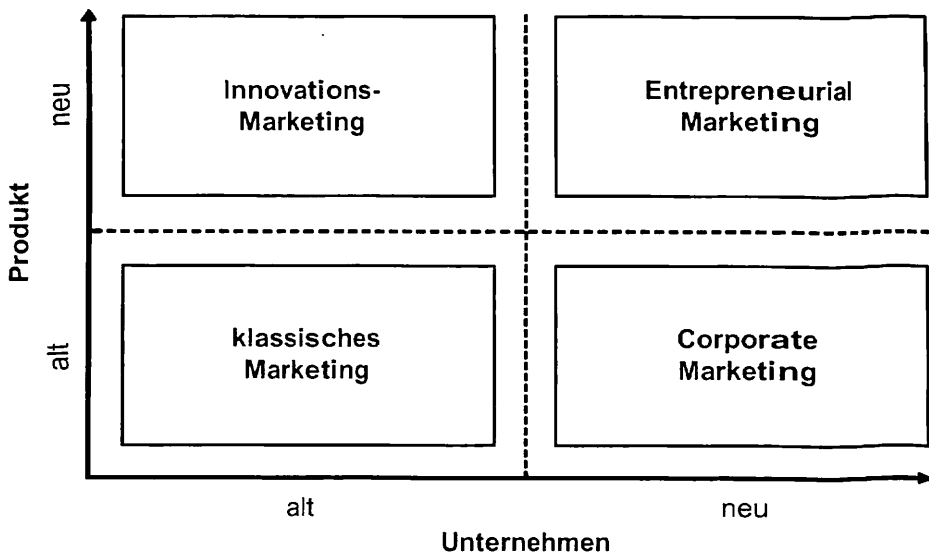 neu
Innovations-
Marketing
Entrepreneurial
Marketing
Produkt
alt
klassisches
Marketing
Corporate
Marketing
alt
neu
Unternehmen